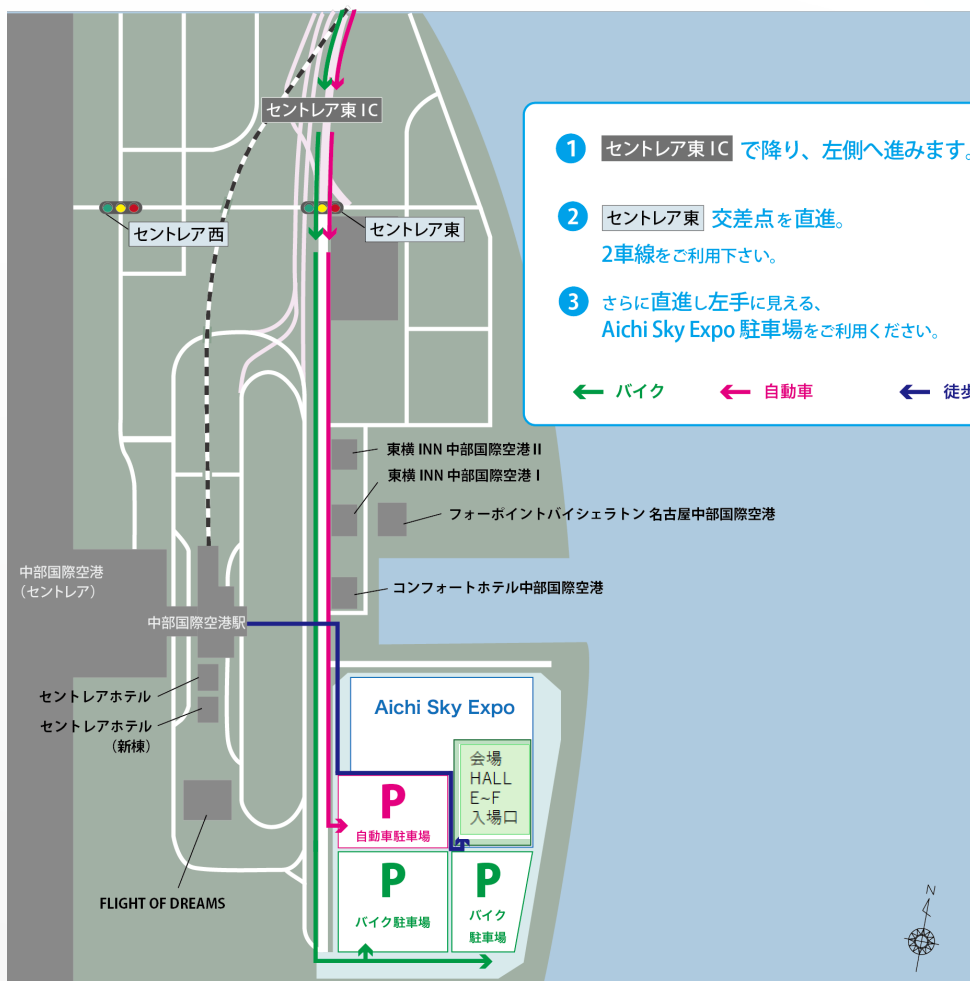 セントレア東IC
セントレア西
セントレア東
1 セントレア東IC で降り、左側へ進みます。
2 セントレア東 交差点を直進。
2車線をご利用下さい。
3 さらに直進し左手に見える、
Aichi Sky Expo 駐車場をご利用ください。
バイク 自動車 徒歩
東横 INN 中部国際空港 II
東横 INN 中部国際空港 I
フォーポイントバイシェラトン 名古屋中部国際空港
コンフォートホテル中部国際空港
中部国際空港
(セントレア)
中部国際空港駅
セントレアホテル
セントレアホテル
(新棟)
FLIGHT OF DREAMS
Aichi Sky Expo
会場
HALL
E~F
入場口
P
自動車駐車場
P
バイク駐車場
P
バイク
駐車場
N